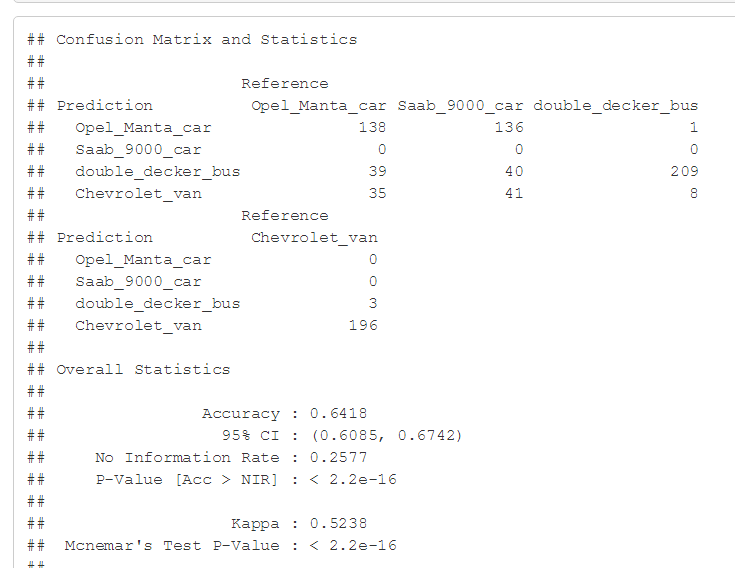 ## Confusion Matrix and Statistics
##
##                     Reference
## Prediction          Opel_Manta_car Saab_9000_car double_decker_bus
##   Opel_Manta_car               138           136                 1
##   Saab_9000_car                  0             0                 0
##   double_decker_bus             39            40               209
##   Chevrolet_van                 35            41                 8
##                     Reference
## Prediction          Chevrolet_van
##   Opel_Manta_car                0
##   Saab_9000_car                 0
##   double_decker_bus             3
##   Chevrolet_van               196
##
## Overall Statistics
##
##                Accuracy : 0.6418
##                  95% CI : (0.6085, 0.6742)
##     No Information Rate : 0.2577
##     P-Value [Acc > NIR] : < 2.2e-16
##
##                   Kappa : 0.5238
##  Mcnemar's Test P-Value : < 2.2e-16
##